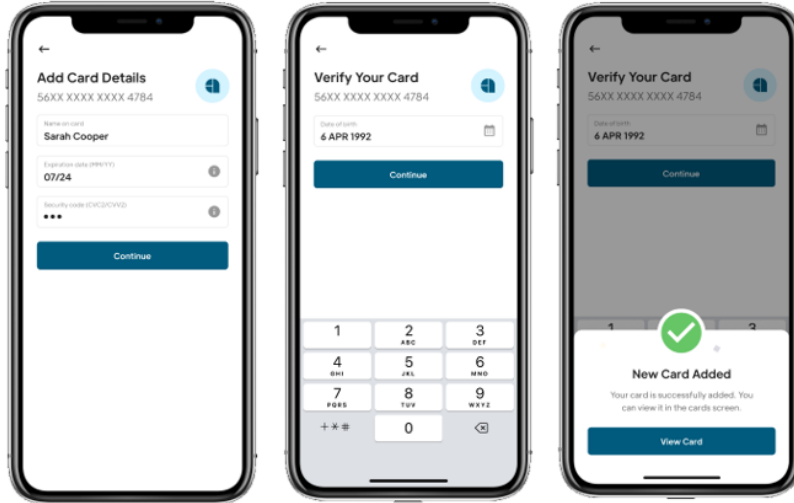 Add Card Details
56XX XXXX XXXX 4784
Name on card
Sarah Cooper
Expiration date (MM/YY)
07/24
Security code (CVC2/CVV2)
•••
Continue
Verify Your Card
56XX XXXX XXXX 4784
Date of birth
6 APR 1992
Continue
1
2
ABC
3
DEF
4
GHI
5
JKL
6
MNO
7
PQRS
8
TUV
9
WXYZ
+*#
0
Verify Your Card
56XX XXXX XXXX 4784
Date of birth
6 APR 1992
Continue
1
3
New Card Added
Your card is successfully added. You
can view it in the cards screen.
View Card